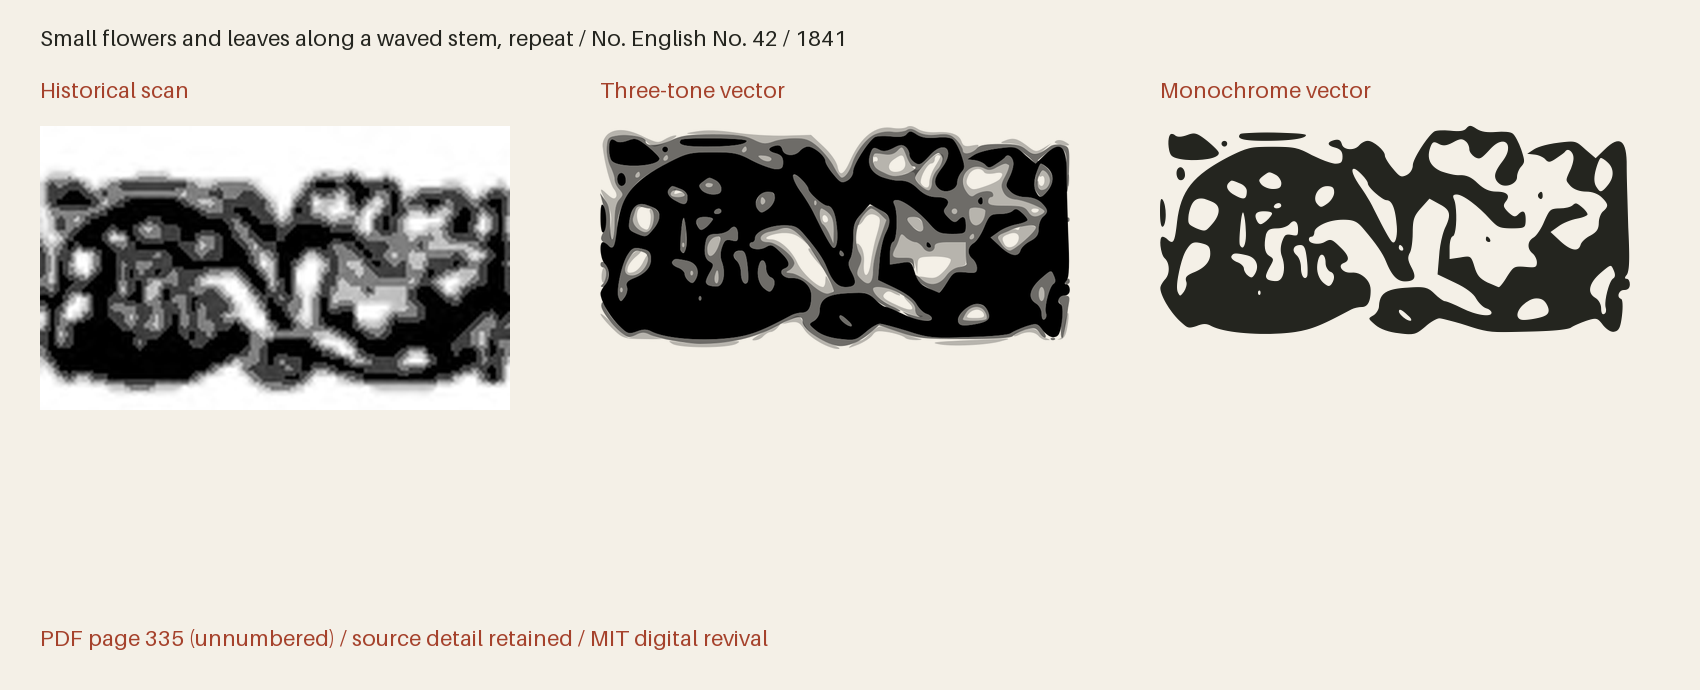 Small flowers and leaves along a waved stem, repeat / No. English No. 42 / 1841
Historical scan
Three-tone vector
Monochrome vector
PDF page 335 (unnumbered) / source detail retained / MIT digital revival